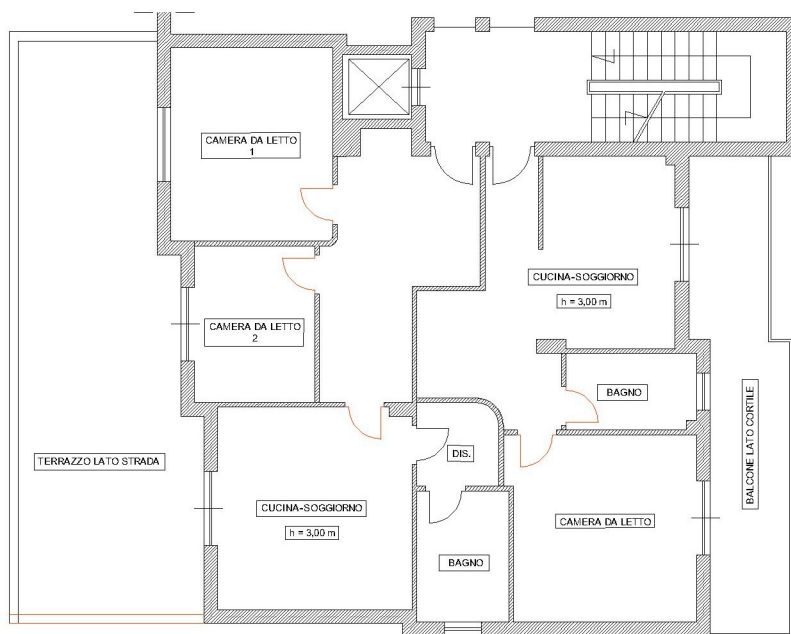 CAMERA DA LETTO
1
CUCINA-SOGGIORNO
h = 3,00 m
CAMERA DA LETTO
2
BAGNO
TERRAZZO LATO STRADA
DIS.
BALCONE LATO CORTILE
CUCINA-SOGGIORNO
h = 3,00 m
CAMERA DA LETTO
BAGNO